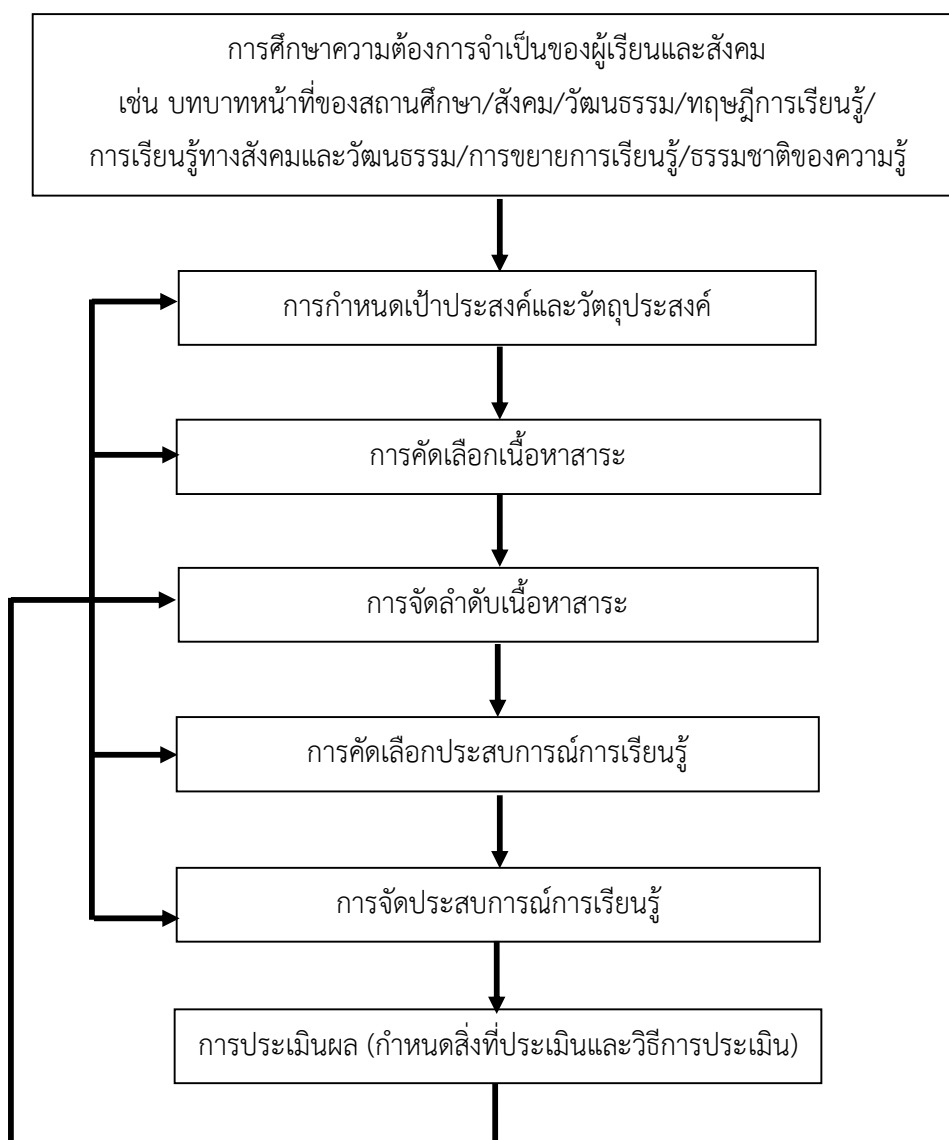 การศึกษาความต้องการจำเป็นของผู้เรียนและสังคม
เช่น บทบาทหน้าที่ของสถานศึกษา/สังคม/วัฒนธรรม/ทฤษฎีการเรียนรู้/
การเรียนรู้ทางสังคมและวัฒนธรรม/การขยายการเรียนรู้/ธรรมชาติของความรู้
การกำหนดเป้าประสงค์และวัตถุประสงค์
การคัดเลือกเนื้อหาสาระ
การจัดลำดับเนื้อหาสาระ
การคัดเลือกประสบการณ์การเรียนรู้
การจัดประสบการณ์การเรียนรู้
การประเมินผล (กำหนดสิ่งที่ประเมินและวิธีการประเมิน)